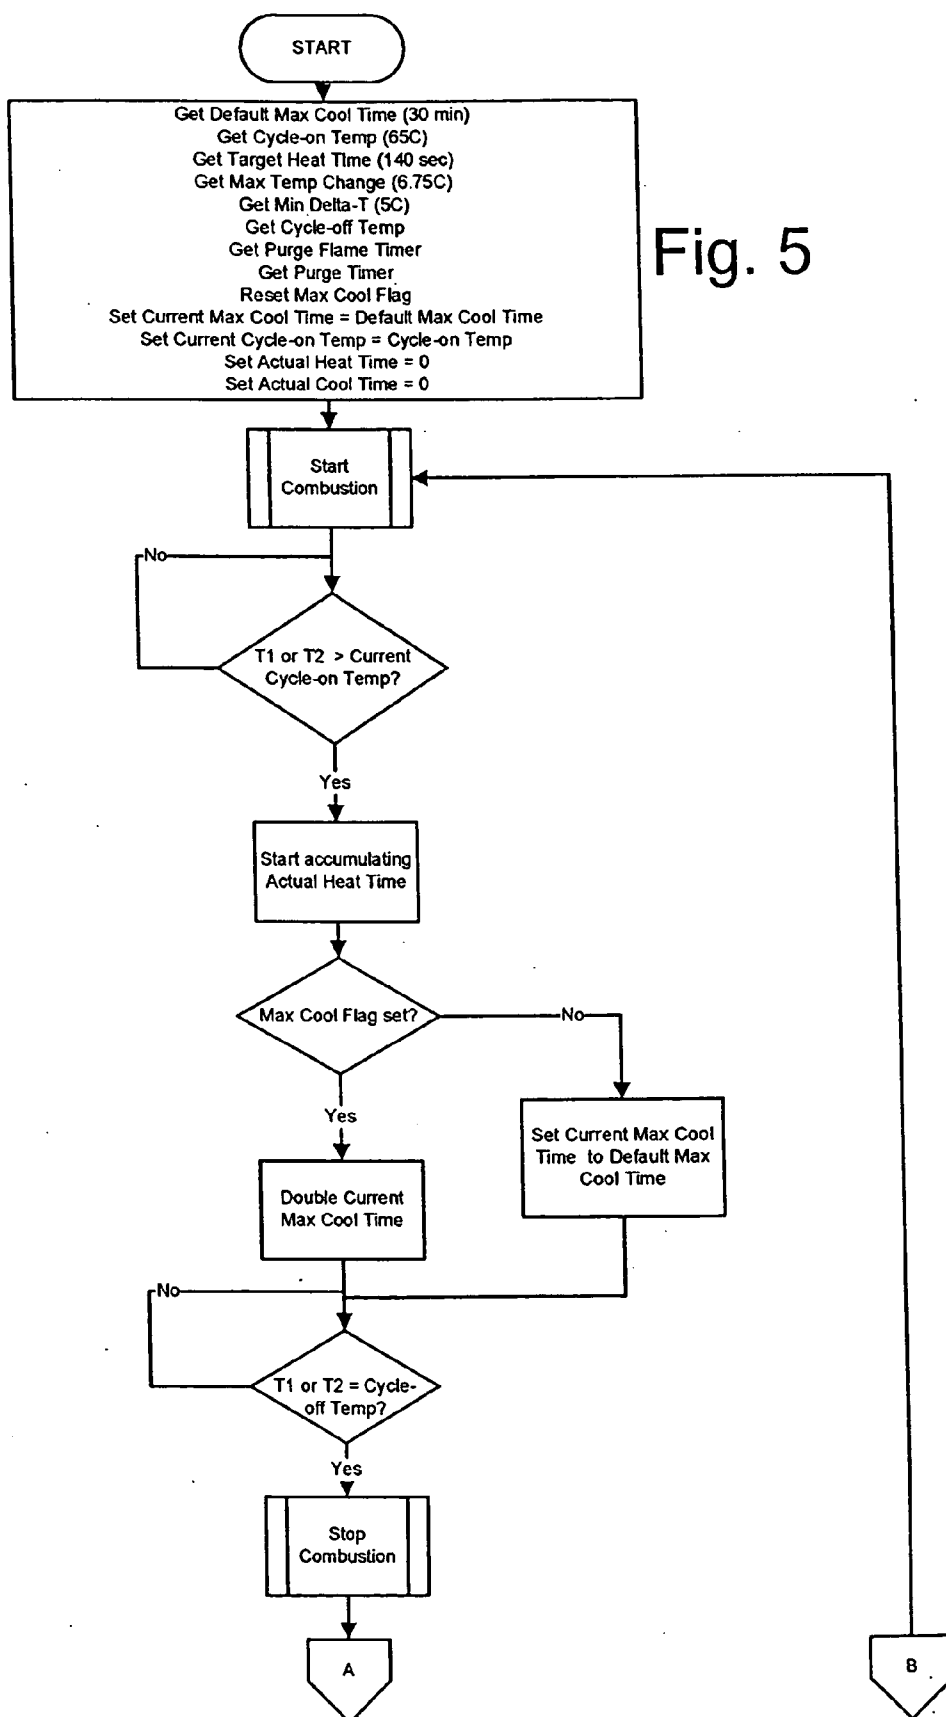 START
Get Default Max Cool Time (30 min)
Get Cycle-on Temp (65C)
Get Target Heat Time (140 sec)
Get Max Temp Change (6.75C)
Get Min Delta-T (5C)
Get Cycle-off Temp
Get Purge Flame Timer
Get Purge Timer
Reset Max Cool Flag
Set Current Max Cool Time = Default Max Cool Time
Set Current Cycle-on Temp = Cycle-on Temp
Set Actual Heat Time = 0
Set Actual Cool Time = 0
Fig. 5
Start
Combustion
No
T1 or T2 > Current
Cycle-on Temp?
Yes
Start accumulating
Actual Heat Time
Max Cool Flag set?
No
Yes
Set Current Max Cool
Time to Default Max
Cool Time
Double Current
Max Cool Time
No
T1 or T2 = Cycle-
off Temp?
Yes
Stop
Combustion
A
B